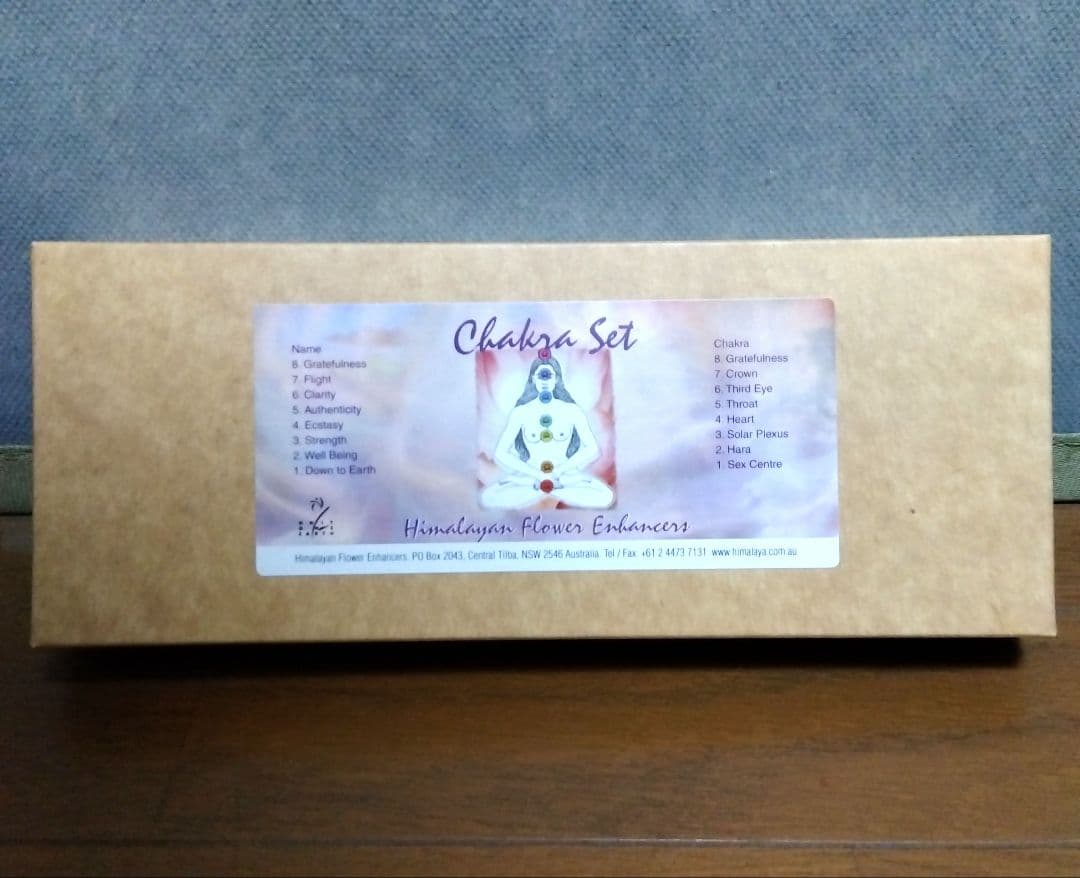 Chakra Set
Name
8. Gratefulness
7. Flight
6. Clarity
5. Authenticity
4. Ecstasy
3. Strength
2. Well Being
1. Down to Earth
Chakra
8. Gratefulness
7. Crown
6. Third Eye
5. Throat
4. Heart
3. Solar Plexus
2. Hara
1. Sex Centre
Himalayan Flower Enhancers
Himalayan Flower Enhancers, PO Box 2043, Central Tilba, NSW 2546 Australia. Tel / Fax +61 2 4473 7131 www.himalaya.com.au